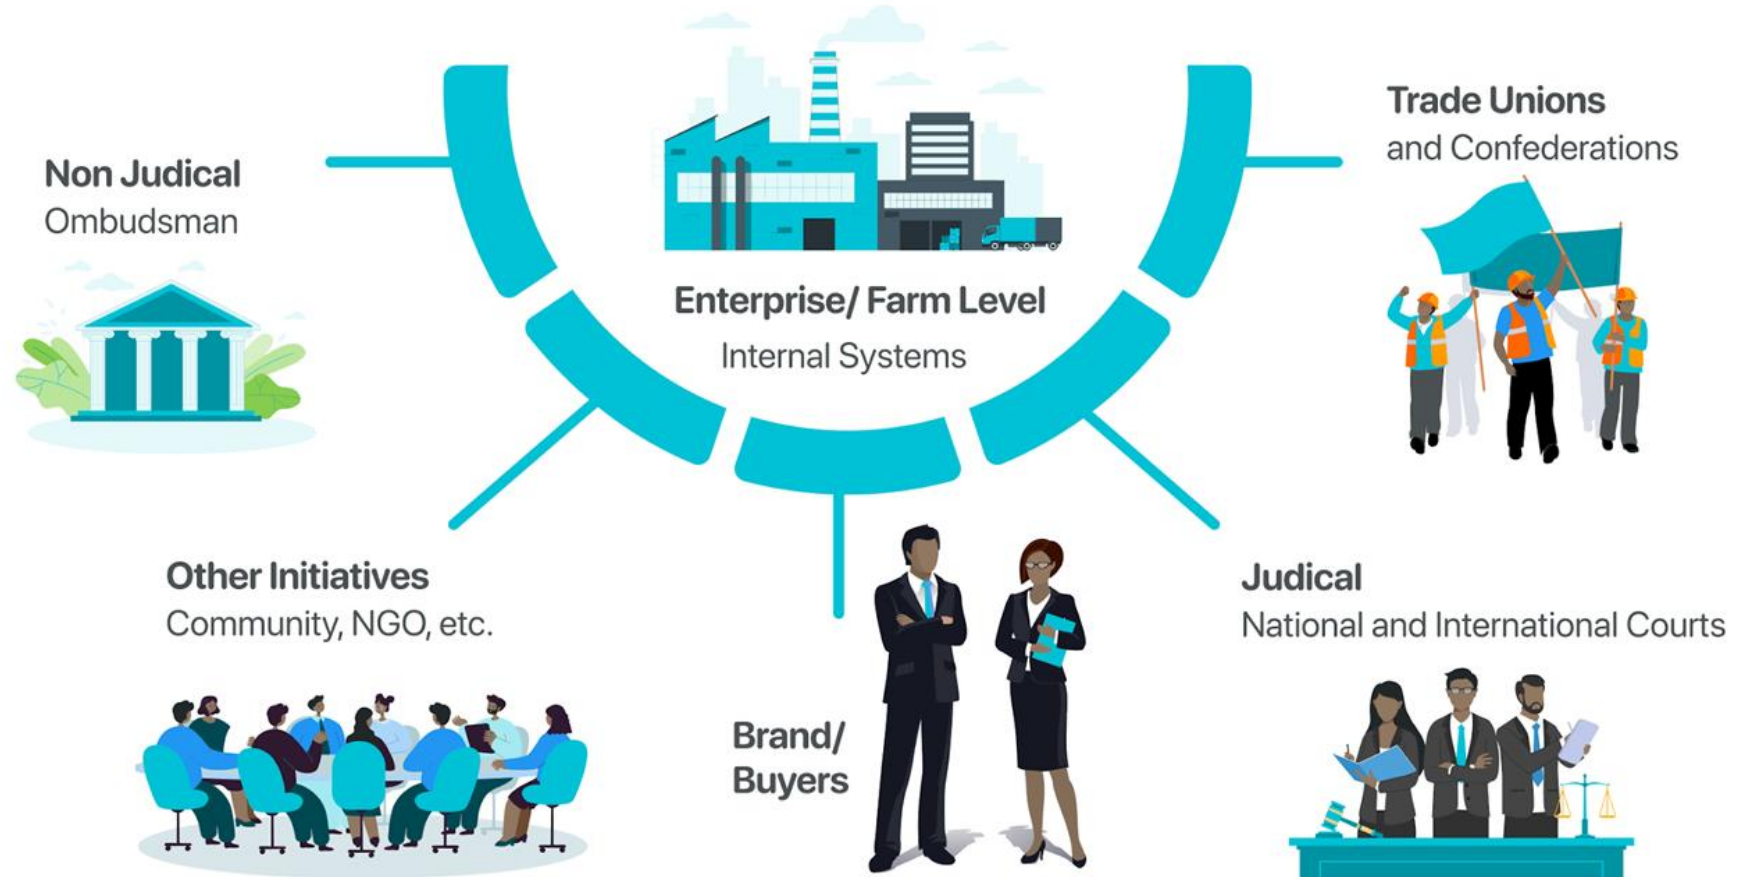 Non Judical
Ombudsman
Enterprise/ Farm Level
Internal Systems
Trade Unions
and Confederations
Other Initiatives
Community, NGO, etc.
Brand/
Buyers
Judical
National and International Courts